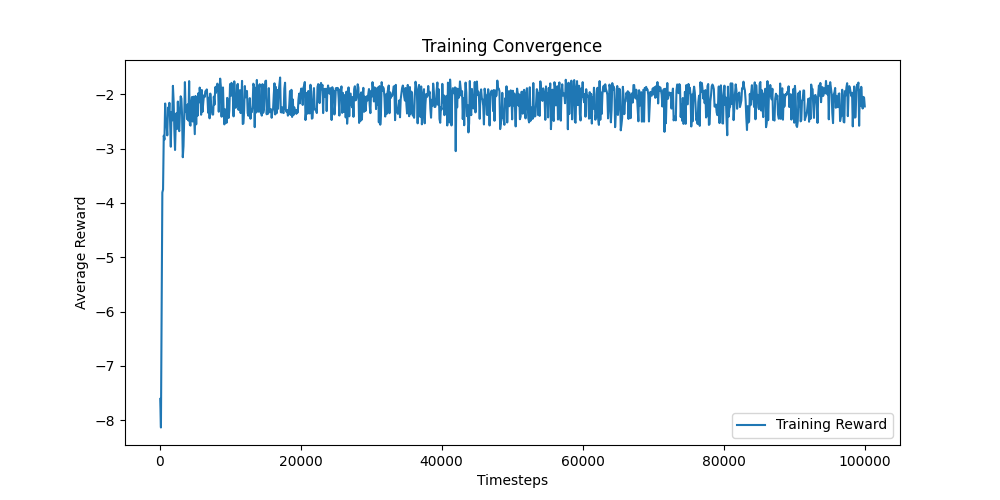 Training Convergence
Average Reward
−2
−3
−4
−5
−6
−7
−8
Training Reward
0 20000 40000 60000 80000 100000
Timesteps